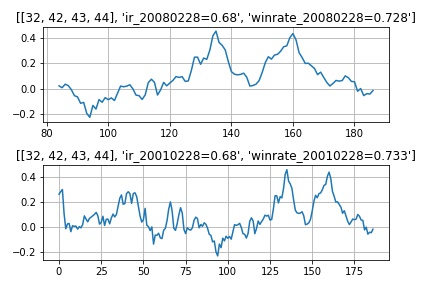 [[32, 42, 43, 44], 'ir_20080228=0.68', 'winrate_20080228=0.728']
0.4
0.2
0.0
−0.2
80 100 120 140 160 180
[[32, 42, 43, 44], 'ir_20010228=0.68', 'winrate_20010228=0.733']
0.4
0.2
0.0
−0.2
0 25 50 75 100 125 150 175